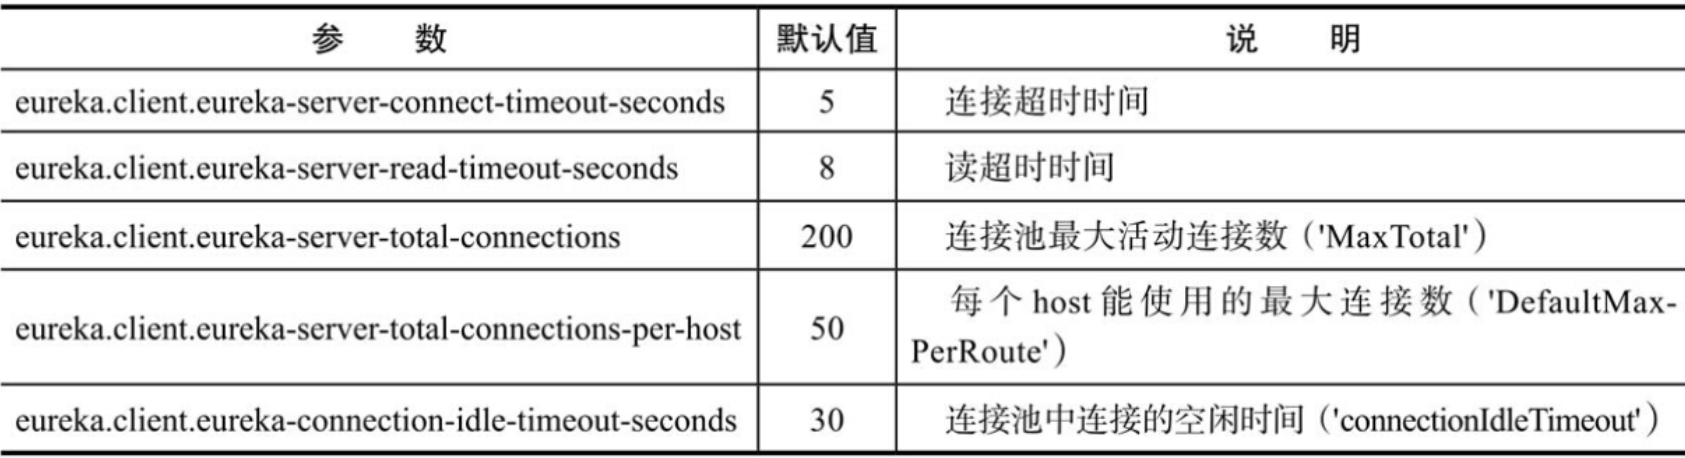 参 数 默认值 说 明
eureka.client.eureka-server-connect-timeout-seconds 5 连接超时时间
eureka.client.eureka-server-read-timeout-seconds 8 读超时时间
eureka.client.eureka-server-total-connections 200 连接池最大活动连接数('MaxTotal')
eureka.client.eureka-server-total-connections-per-host 50 每个 host 能使用的最大连接数('DefaultMax-
PerRoute')
eureka.client.eureka-connection-idle-timeout-seconds 30 连接池中连接的空闲时间('connectionIdleTimeout')